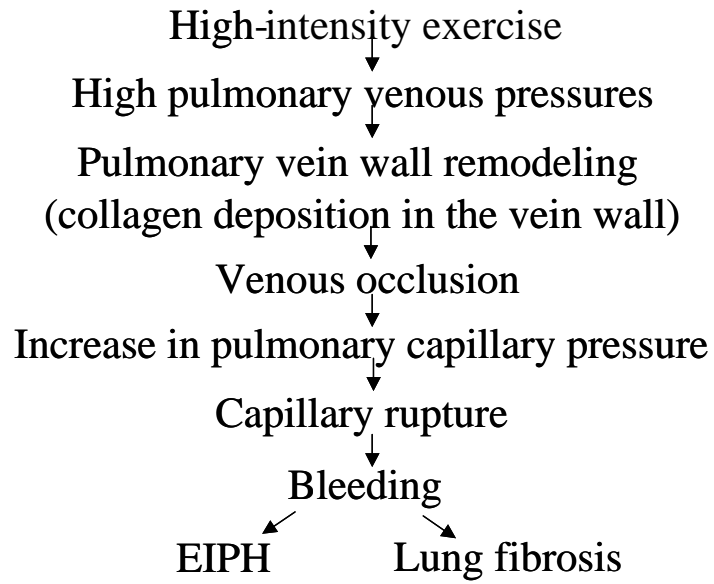 High-intensity exercise
High pulmonary venous pressures
Pulmonary vein wall remodeling
(collagen deposition in the vein wall)
Venous occlusion
Increase in pulmonary capillary pressure
Capillary rupture
Bleeding
EIPH
Lung fibrosis